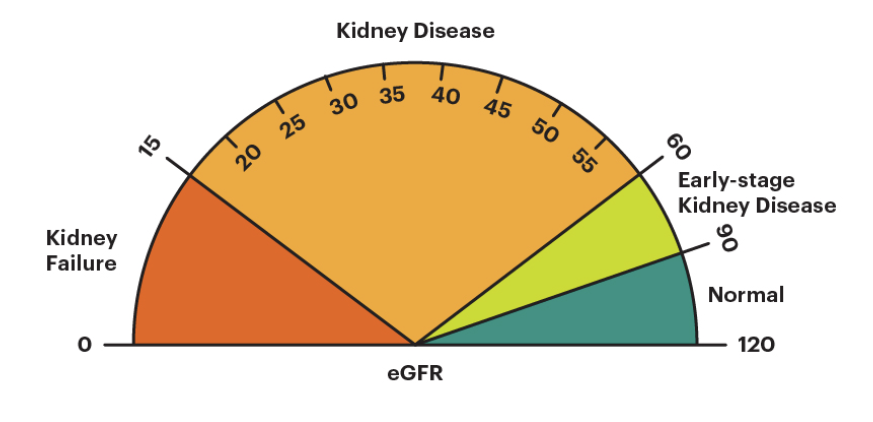 Kidney Disease
15
20
25
30
35
40
45
50
55
60
Early-stage
Kidney Disease
90
Kidney
Failure
Normal
0
120
eGFR